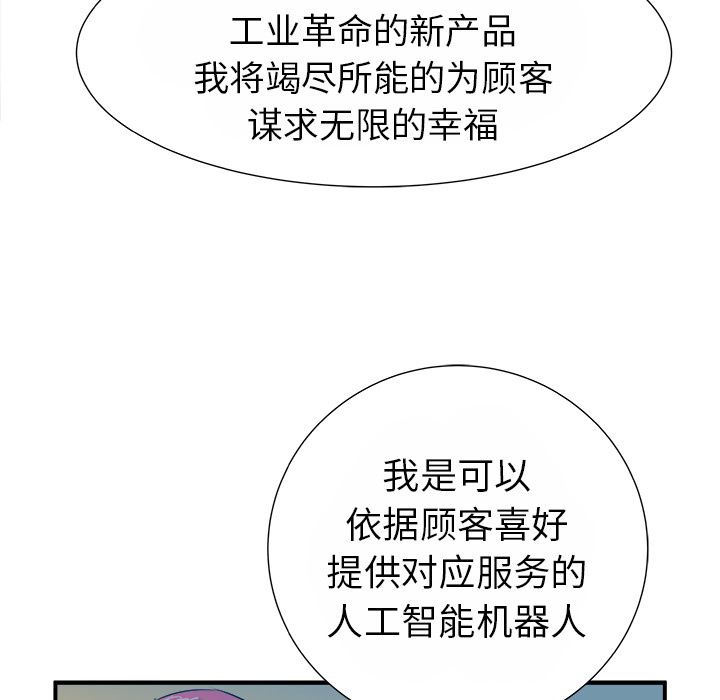 工业革命的新产品
我将竭尽所能的为顾客
谋求无限的幸福
我是可以
依据顾客喜好
提供对应服务的
人工智能机器人